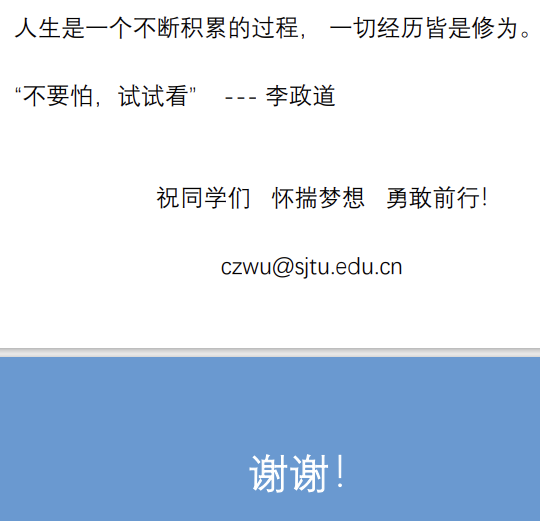 人生是一个不断积累的过程， 一切经历皆是修为。
“不要怕，试试看” --- 李政道
祝同学们 怀揣梦想 勇敢前行！
czwu@sjtu.edu.cn
谢谢！